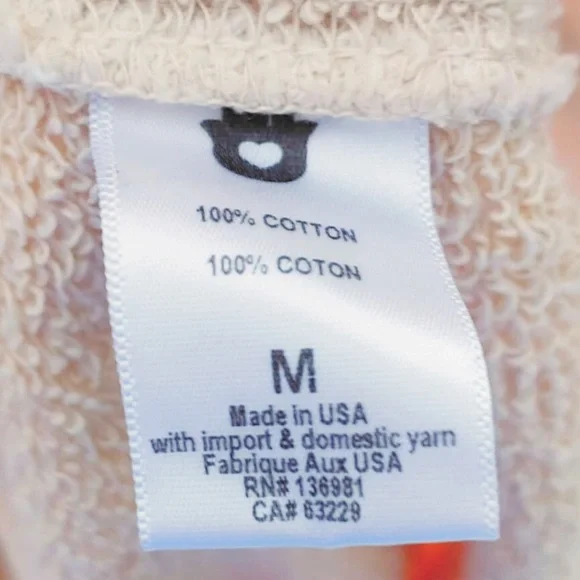 100% COTTON
100% COTON
M
Made in USA
with import & domestic yarn
Fabrique Aux USA
RN# 136981
CA# 63229